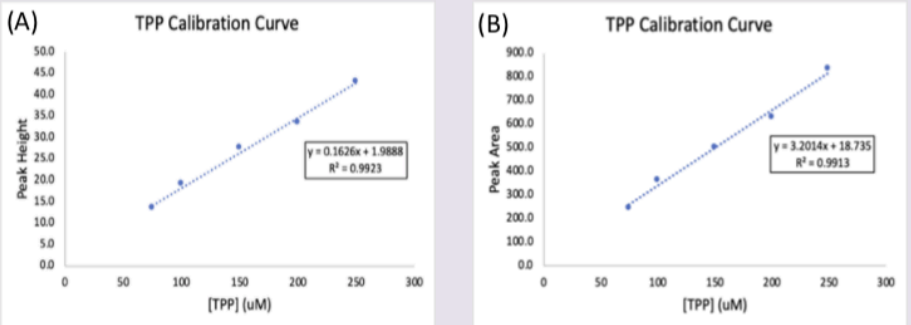 (A)
TPP Calibration Curve
50.0
45.0
40.0
35.0
30.0
25.0
20.0
15.0
10.0
5.0
0.0
Peak Height
y = 0.1626x + 1.9888
R² = 0.9923
0 50 100 150 200 250 300
[TPP] (uM)
(B)
TPP Calibration Curve
900.0
800.0
700.0
600.0
500.0
400.0
300.0
200.0
100.0
0.0
Peak Area
y = 3.2014x + 18.735
R² = 0.9913
0 50 100 150 200 250 300
[TPP] (uM)